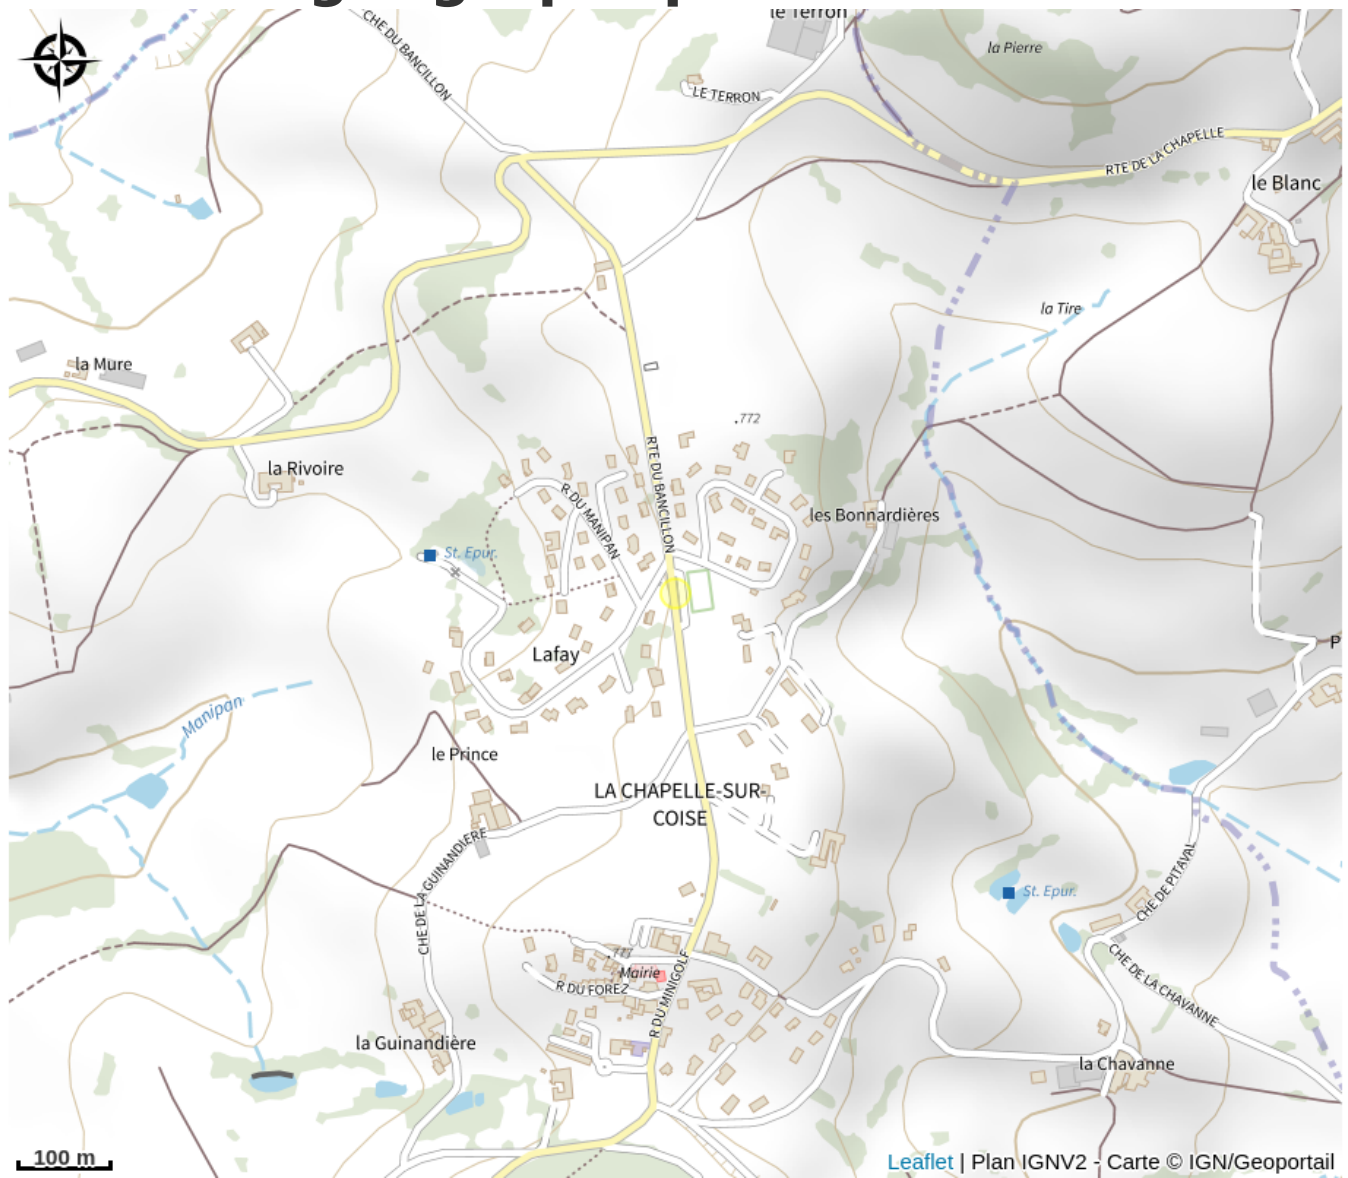 le Terron
CHE DU BANCILLON
la Pierre
LE TERRON
RTE DE LA CHAPELLE
le Blanc
la Tire
la Mure
772
RTE DU BANCILLON
la Rivoire
R DU MANIPAN
les Bonnardières
St. Epur.
Lafay
P
Manipan
le Prince
LA CHAPELLE-SUR-
COISE
CHE DE LA GUINANDIÈRE
CHE DE PITAVAL
St. Epur.
Mairie
R DU FOREZ
R DU MINIGOLF
CHE DE LA CHAVANNE
la Guinandière
la Chavanne
100 m
Leaflet | Plan IGNV2 - Carte © IGN/Geoportail